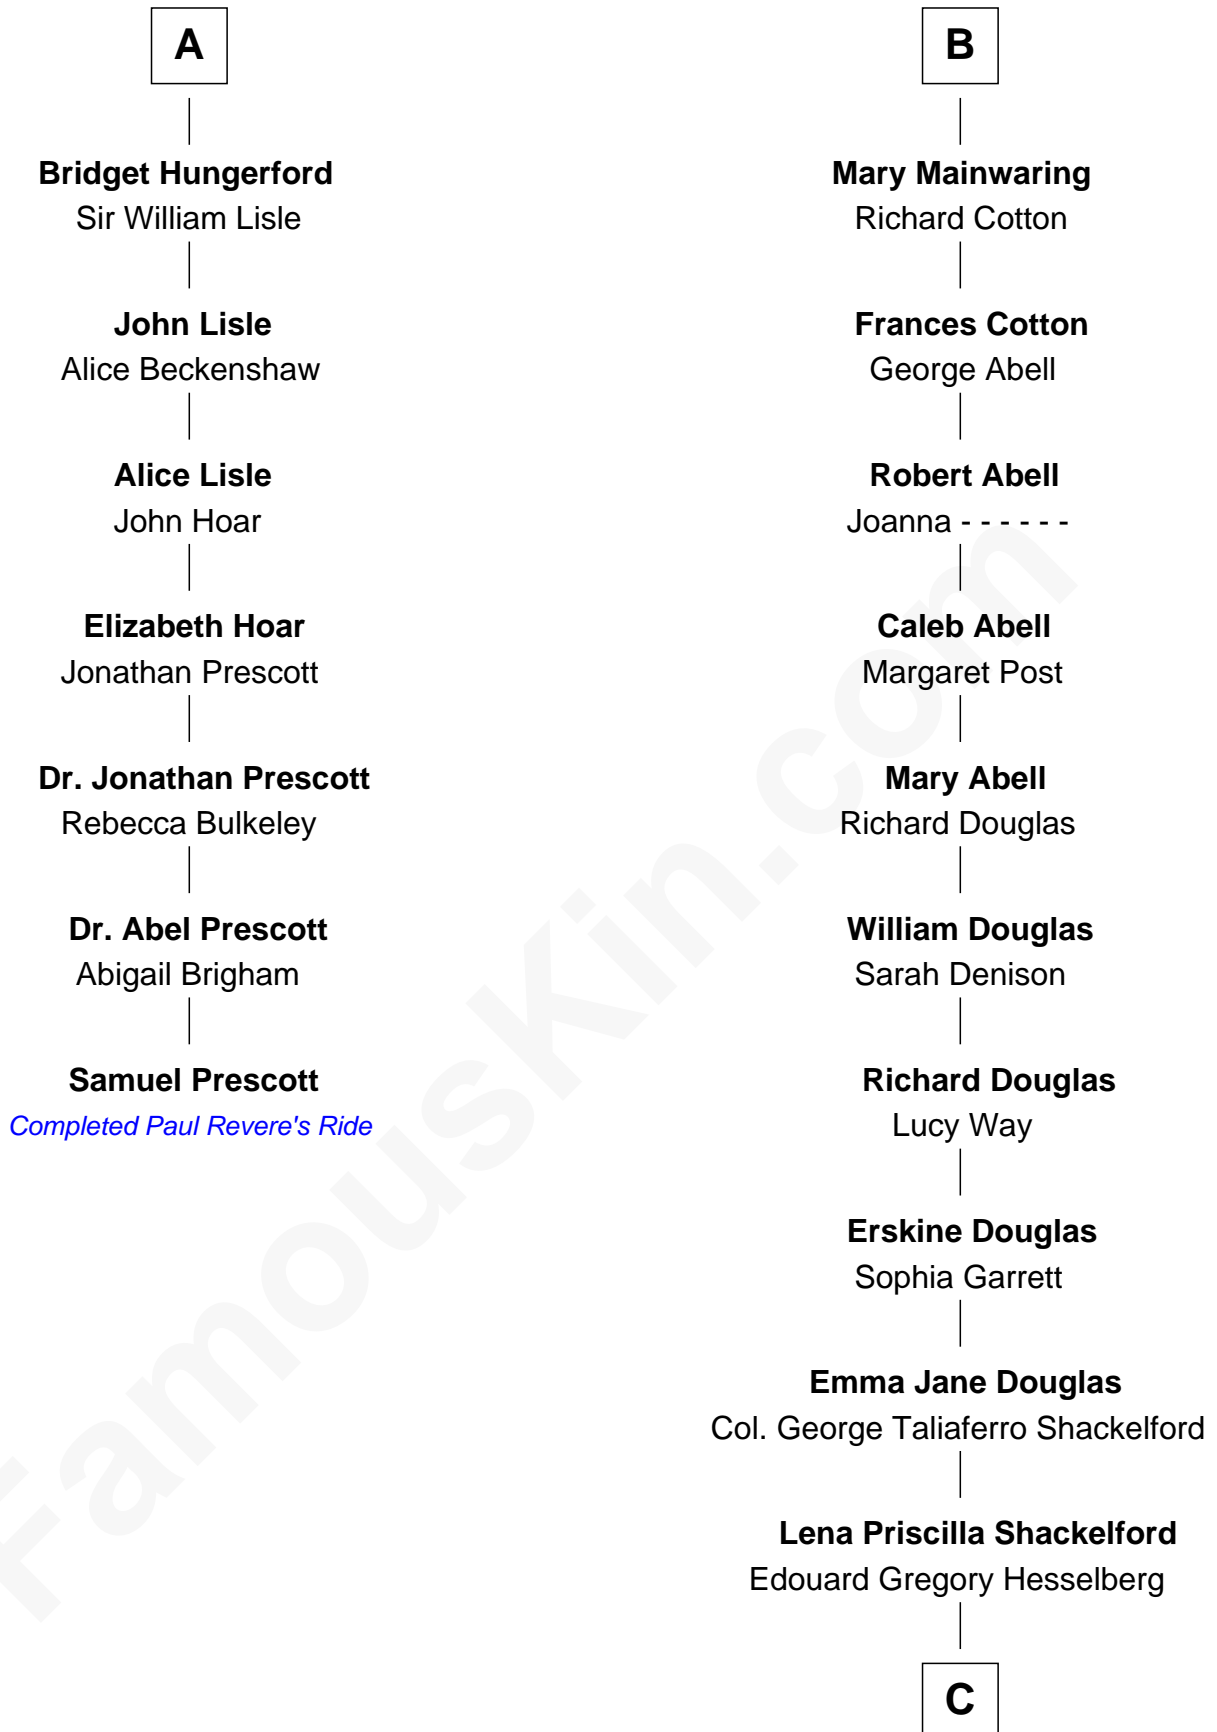 A
Bridget Hungerford
Sir William Lisle
John Lisle
Alice Beckenshaw
Alice Lisle
John Hoar
Elizabeth Hoar
Jonathan Prescott
Dr. Jonathan Prescott
Rebecca Bulkeley
Dr. Abel Prescott
Abigail Brigham
Samuel Prescott
Completed Paul Revere's Ride
B
Mary Mainwaring
Richard Cotton
Frances Cotton
George Abell
Robert Abell
Joanna - - - - - -
Caleb Abell
Margaret Post
Mary Abell
Richard Douglas
William Douglas
Sarah Denison
Richard Douglas
Lucy Way
Erskine Douglas
Sophia Garrett
Emma Jane Douglas
Col. George Taliaferro Shackelford
Lena Priscilla Shackelford
Edouard Gregory Hesselberg
C
FamousKin.com